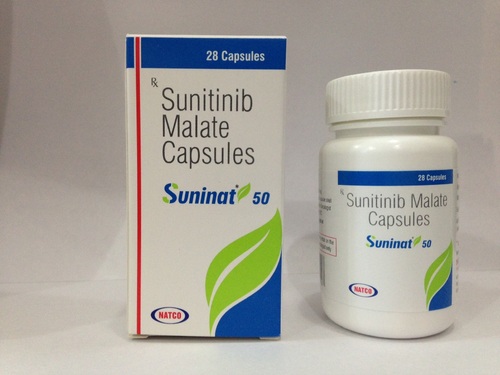 28 Capsules
℞
Sunitinib
Malate
Capsules
Suninat 50
NATCO
28 Capsules
℞
Sunitinib Malate
Capsules
Suninat 50
NATCO